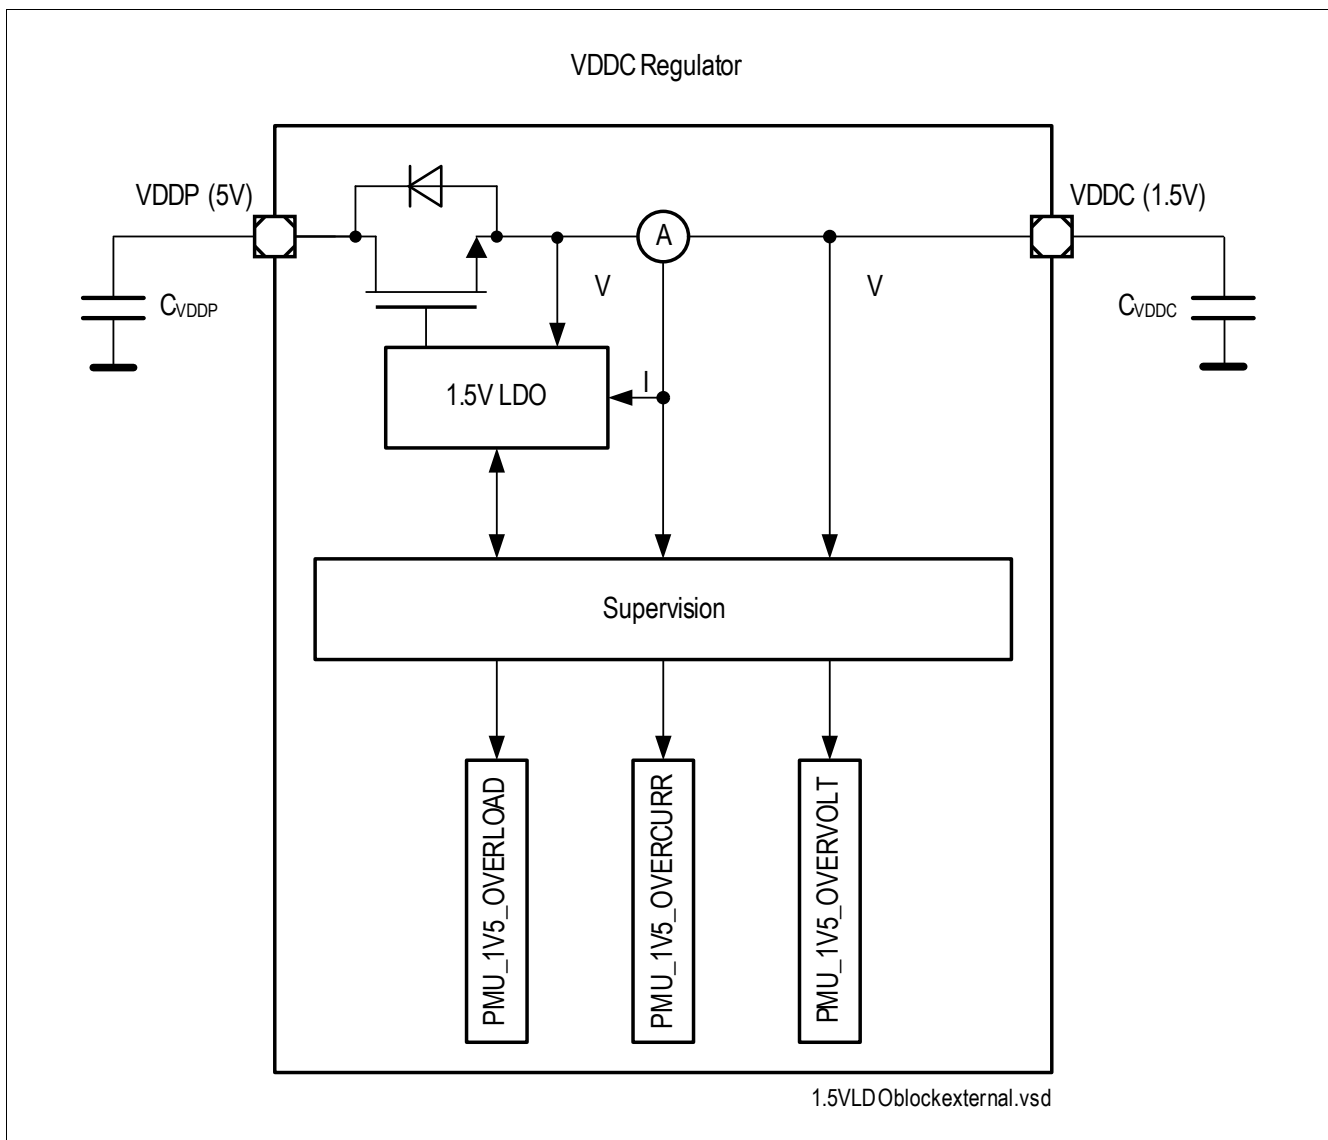 VDDC Regulator
VDDP (5V)
VDDC (1.5V)
A
V
V
CVDDP
CVDDC
I
1.5V LDO
Supervision
PMU_1V5_OVERLOAD
PMU_1V5_OVERCURR
PMU_1V5_OVERVOLT
1.5VLDOblockexternal.vsd